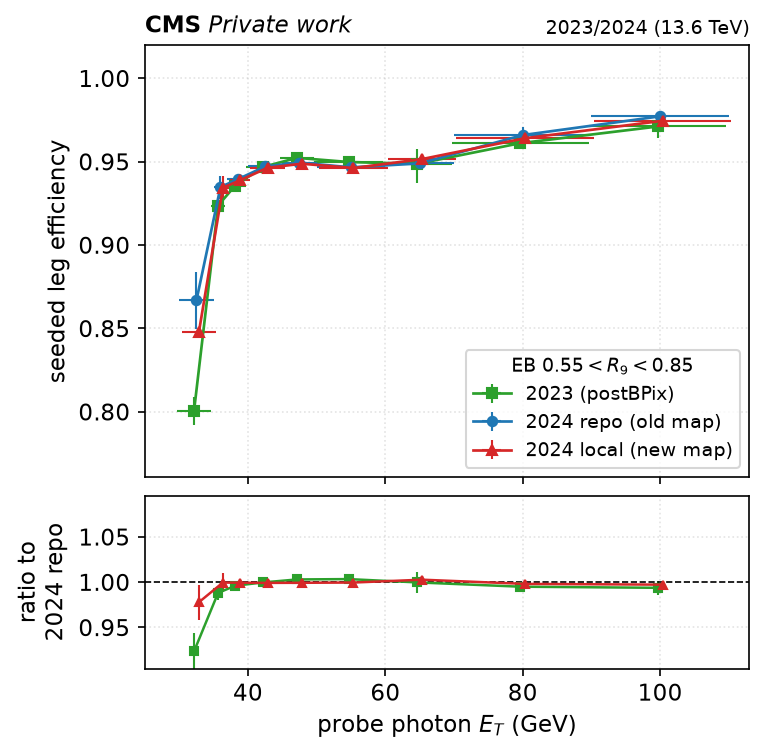 CMS Private work 2023/2024 (13.6 TeV)
1.00
0.95
0.90
0.85
0.80
seeded leg efficiency
EB 0.55 < R₉ < 0.85
2023 (postBPix)
2024 repo (old map)
2024 local (new map)
1.05
1.00
0.95
ratio to
2024 repo
40 60 80 100
probe photon E_T (GeV)